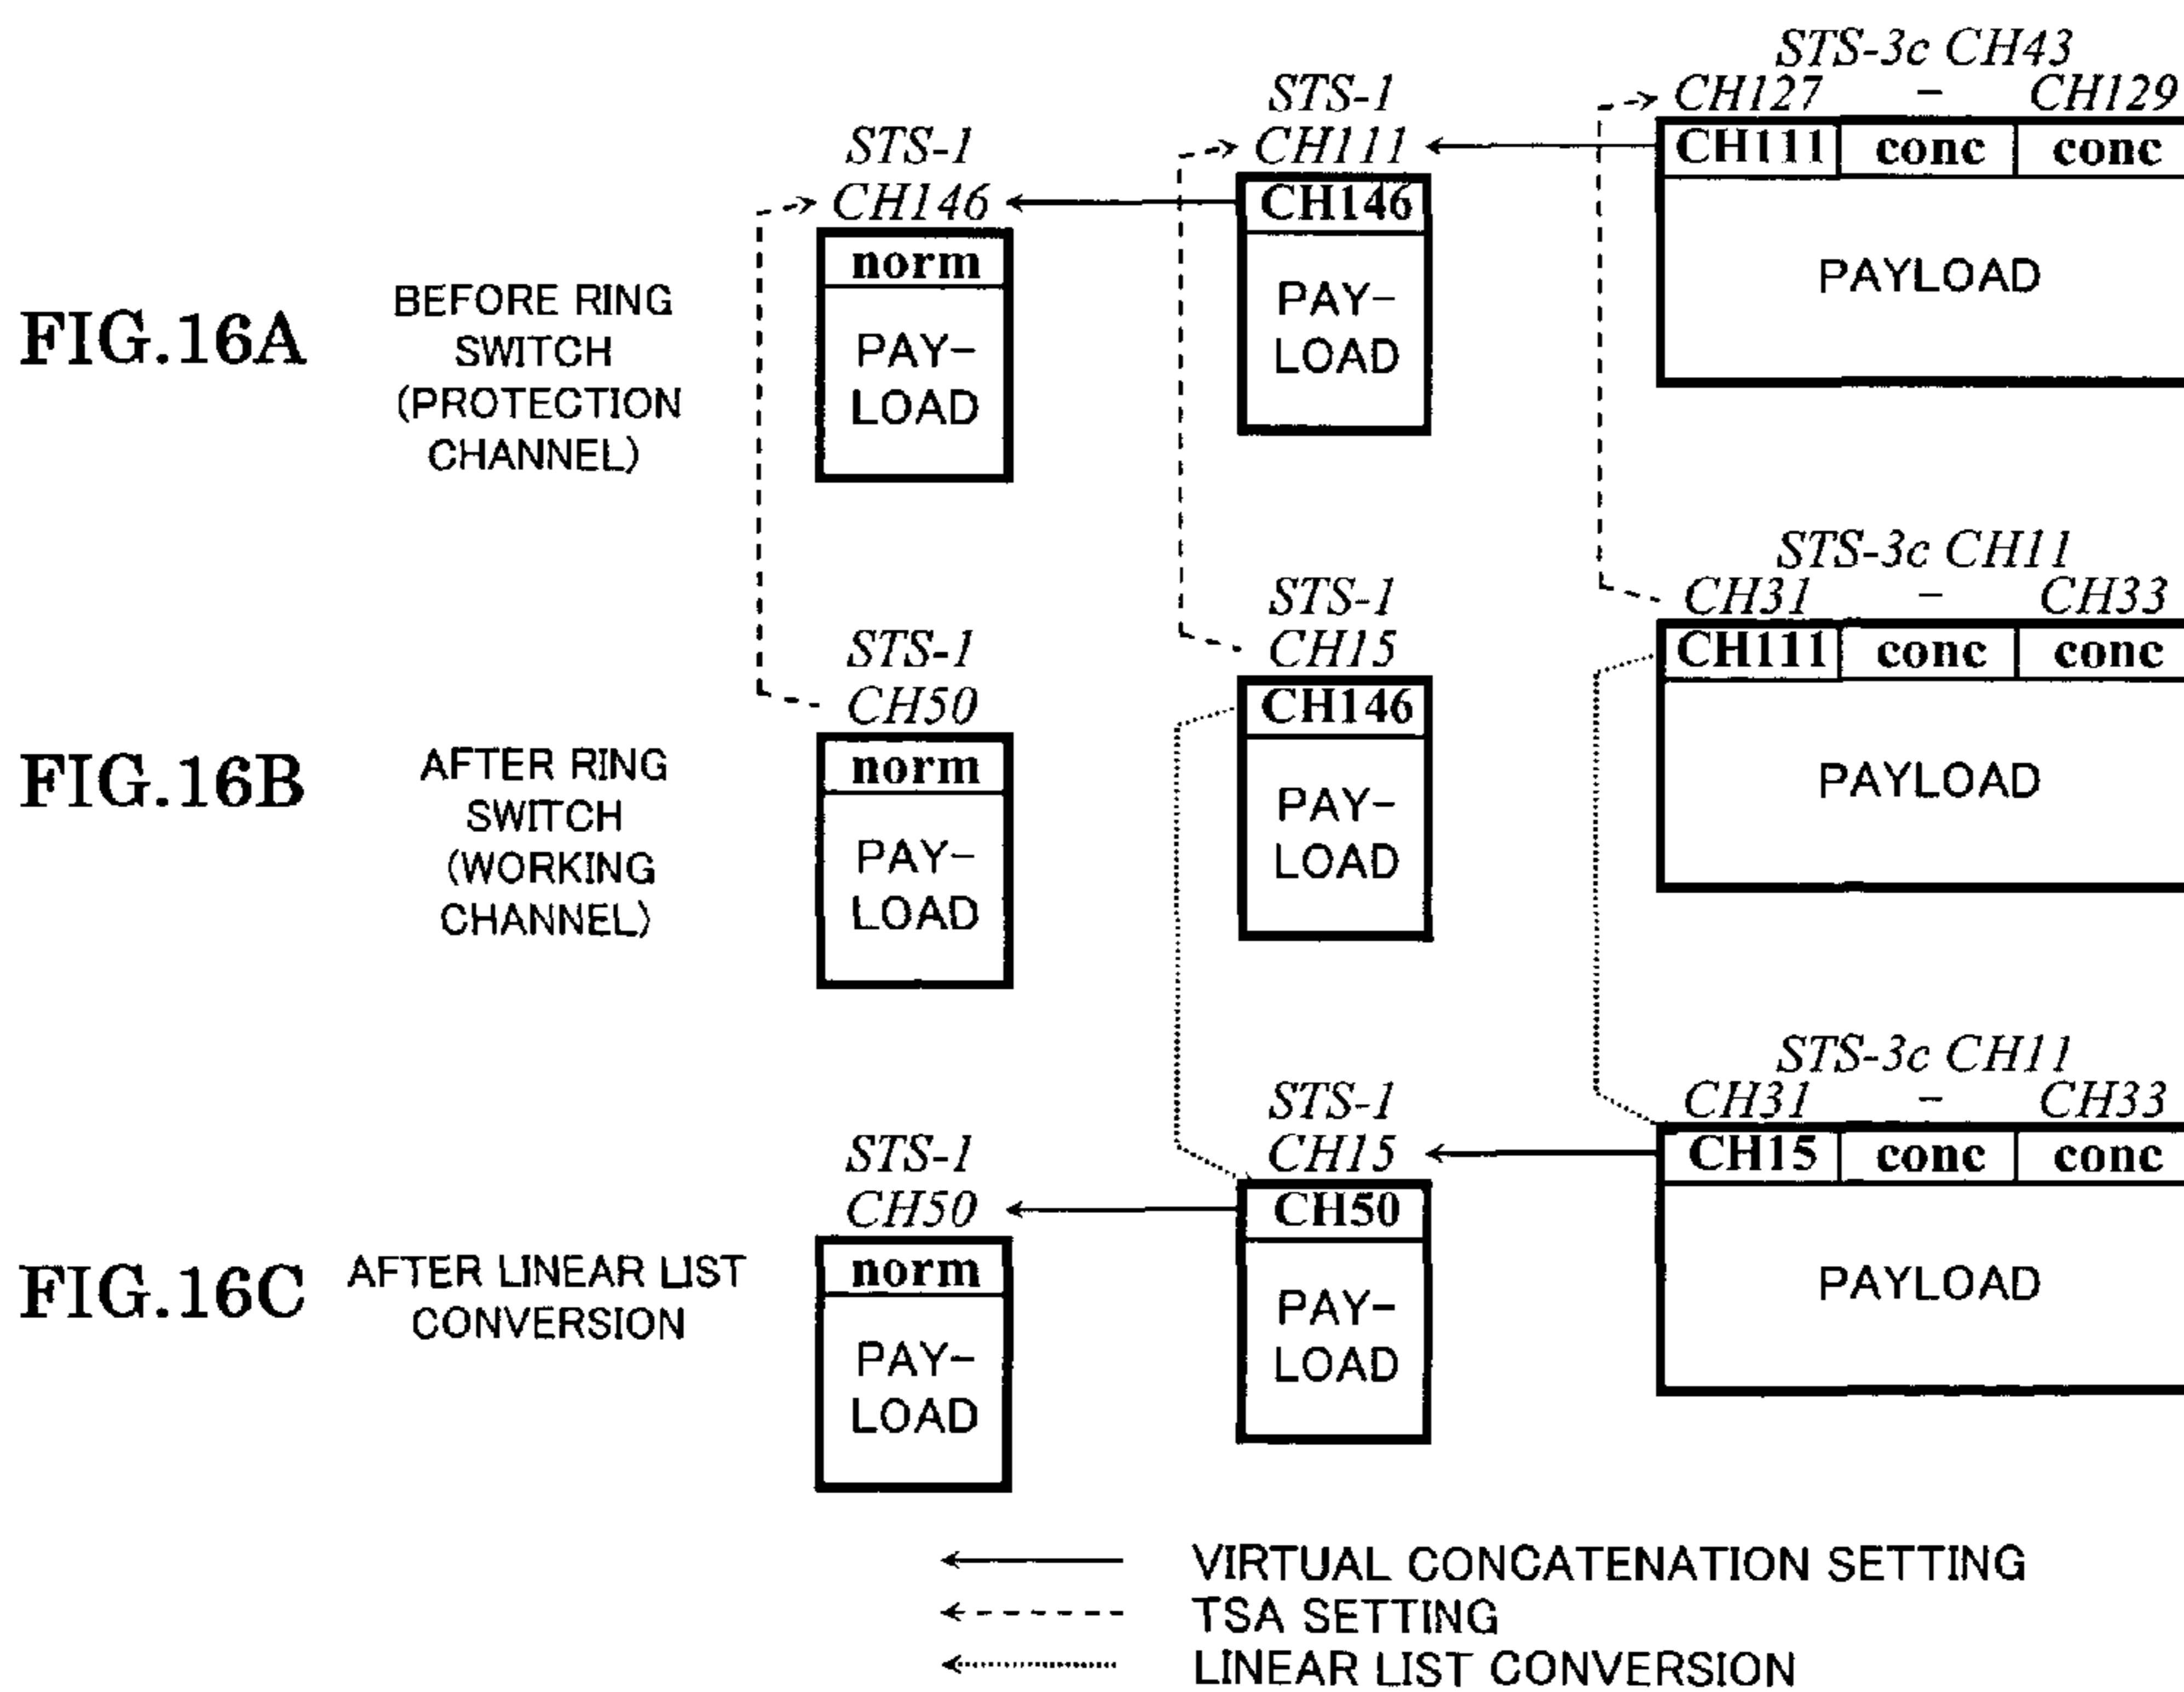 STS-3c CH43
STS-1
CH127 – CH129
STS-1
CH111
CH111 conc conc
CH146
CH146
norm
PAYLOAD
FIG.16A
BEFORE RING
SWITCH
(PROTECTION
CHANNEL)
PAY-
LOAD
PAY-
LOAD
STS-3c CH11
STS-1
CH31 – CH33
STS-1
CH15
CH111 conc conc
CH50
CH146
norm
PAYLOAD
FIG.16B
AFTER RING
SWITCH
(WORKING
CHANNEL)
PAY-
LOAD
PAY-
LOAD
STS-3c CH11
STS-1
CH31 – CH33
STS-1
CH15
CH15 conc conc
CH50
CH50
norm
PAYLOAD
FIG.16C
AFTER LINEAR LIST
CONVERSION
PAY-
LOAD
PAY-
LOAD
VIRTUAL CONCATENATION SETTING
TSA SETTING
LINEAR LIST CONVERSION